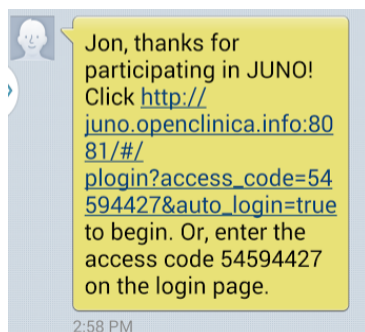 Jon, thanks for
participating in JUNO!
Click http://
juno.openclinica.info:80
81/#/
plogin?access_code=54
594427&auto_login=true
to begin. Or, enter the
access code 54594427
on the login page.
2:58 PM